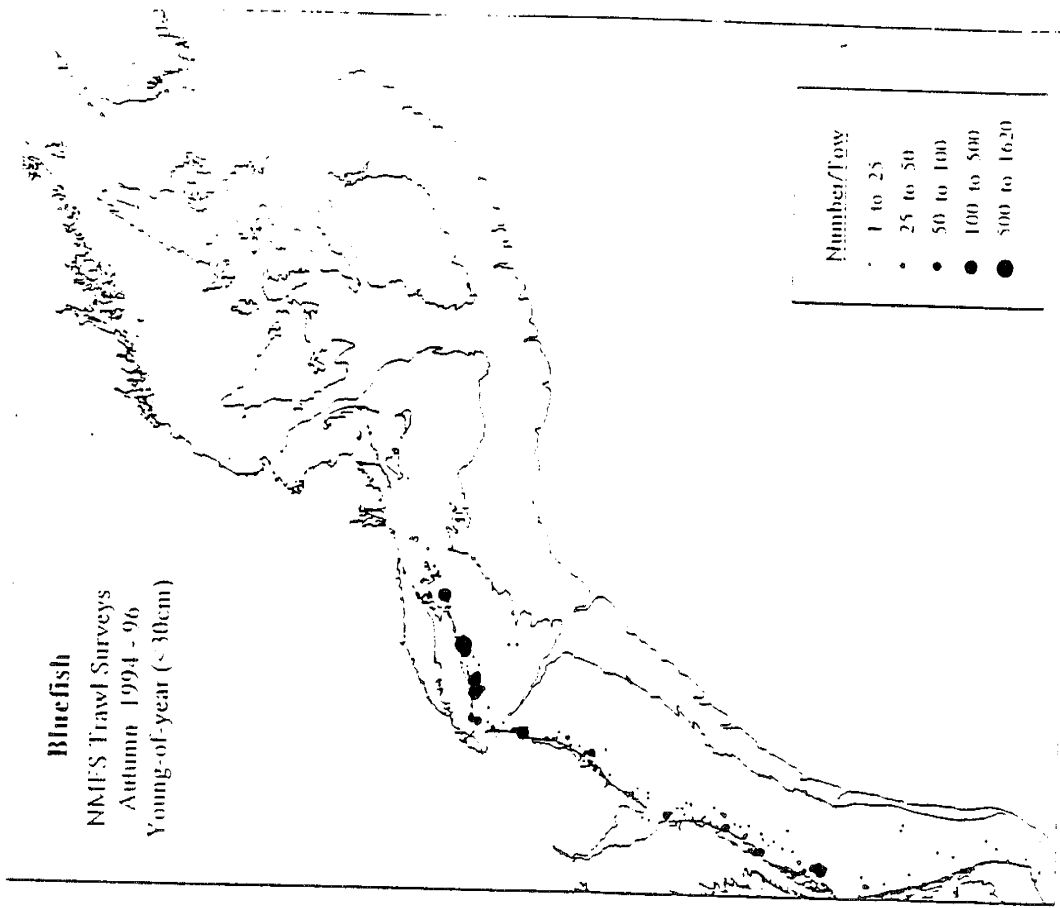 Bluefish
NMFS Trawl Surveys
Autumn 1994 - 96
Young-of-year (<30cm)
Number/Tow
1 to 25
25 to 50
50 to 100
100 to 500
500 to 1620